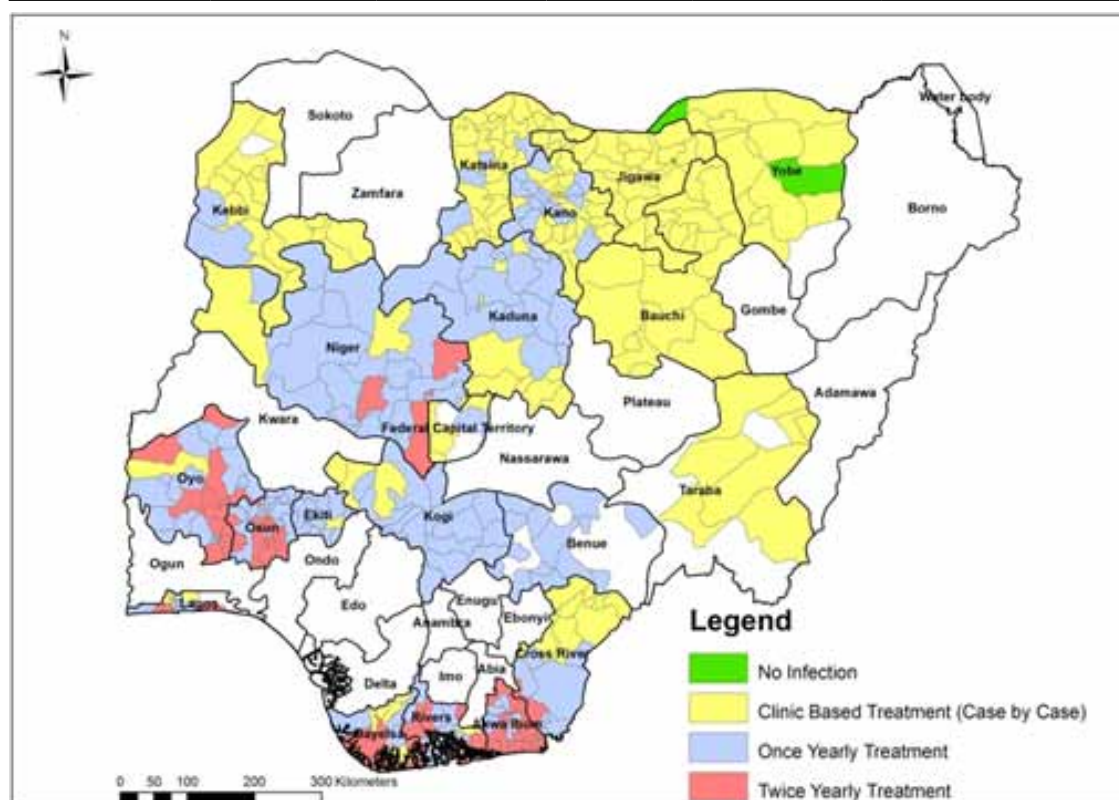 N
Sokoto
Water body
Katsina
Jigawa
Yobe
Zamfara
Kebbi
Kano
Borno
Kaduna
Bauchi
Gombe
Niger
Adamawa
Plateau
Kwara
Federal Capital Territory
Nassarawa
Oyo
Taraba
Osun
Ekiti
Kogi
Benue
Ogun
Ondo
Lagos
Edo
Enugu
Anambra
Ebonyi
Cross River
Imo
Abia
Delta
Rivers
Bayelsa
Akwa Ibom
Legend
No Infection
Clinic Based Treatment (Case by Case)
Once Yearly Treatment
Twice Yearly Treatment
0 50 100 200 300 Kilometers